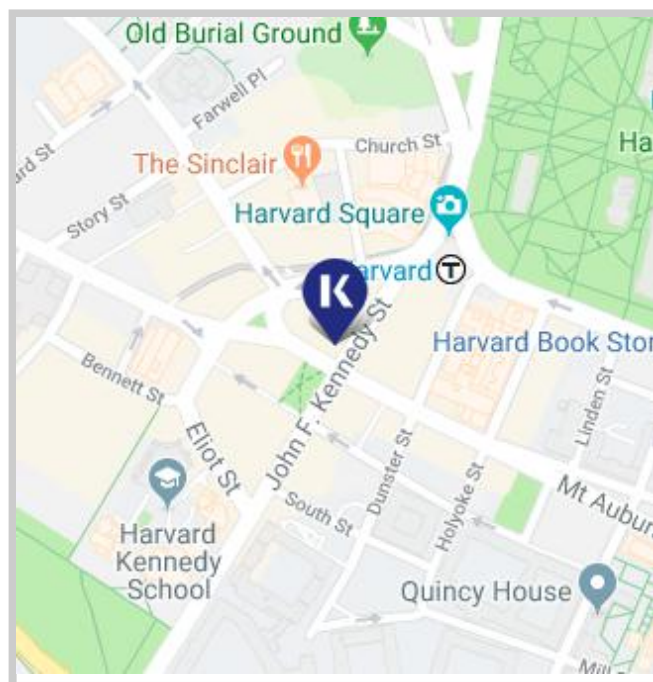 Old Burial Ground
Farwell Pl
Church St
The Sinclair
Story St
Harvard Square
Ha
K
arvard T
John F. Kennedy St
Harvard Book Stor
Bennett St
Eliot St
Linden St
Dunster St
Holyoke St
Mt Aubur
South St
Harvard
Kennedy
School
Quincy House
Mill